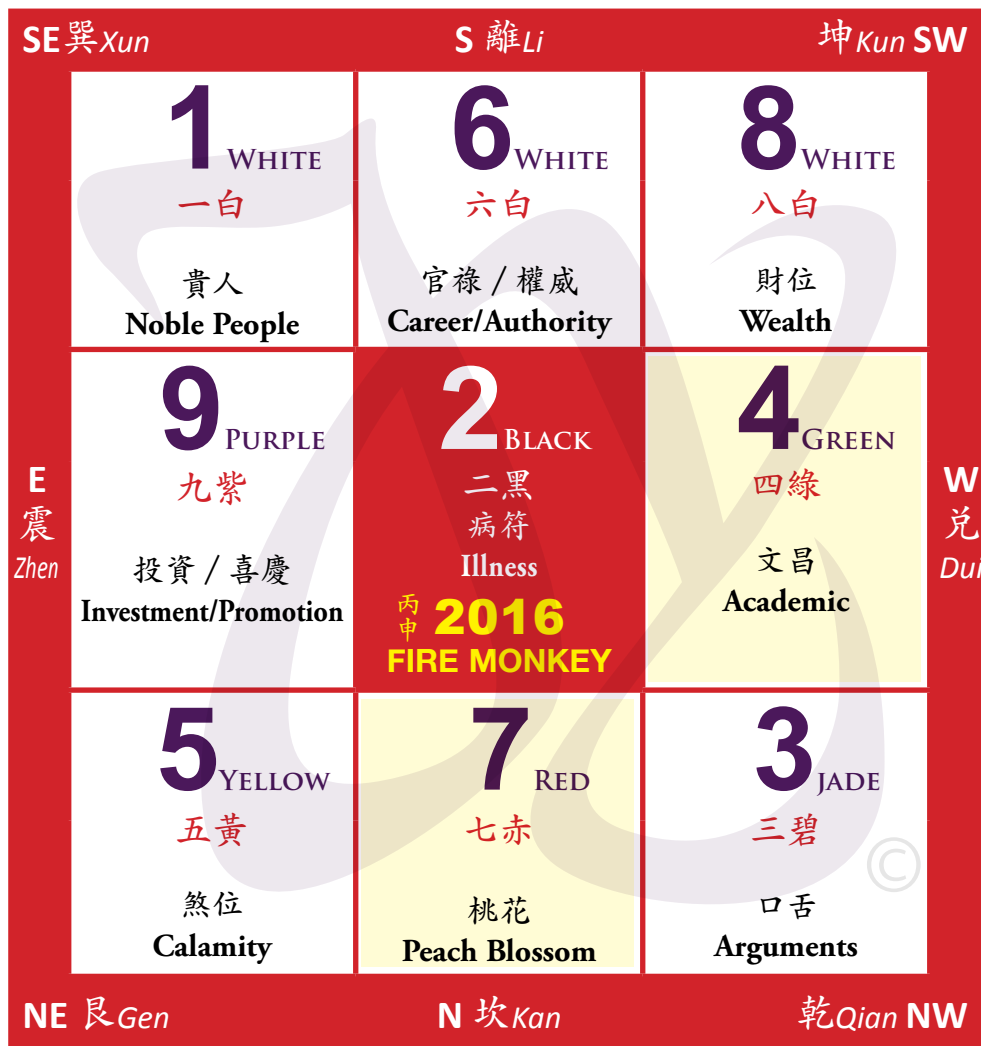 SE 巽 Xun
S 離 Li
坤 Kun SW
1 WHITE
一白
貴人
Noble People
6 WHITE
六白
官祿 / 權威
Career/Authority
8 WHITE
八白
財位
Wealth
E
震
Zhen
9 PURPLE
九紫
投資 / 喜慶
Investment/Promotion
2 BLACK
二黑
病符
Illness
丙申 2016
FIRE MONKEY
4 GREEN
四綠
文昌
Academic
W
兑
Dui
5 YELLOW
五黃
煞位
Calamity
7 RED
七赤
桃花
Peach Blossom
3 JADE
三碧
口舌
Arguments
©
NE 艮 Gen
N 坎 Kan
乾 Qian NW